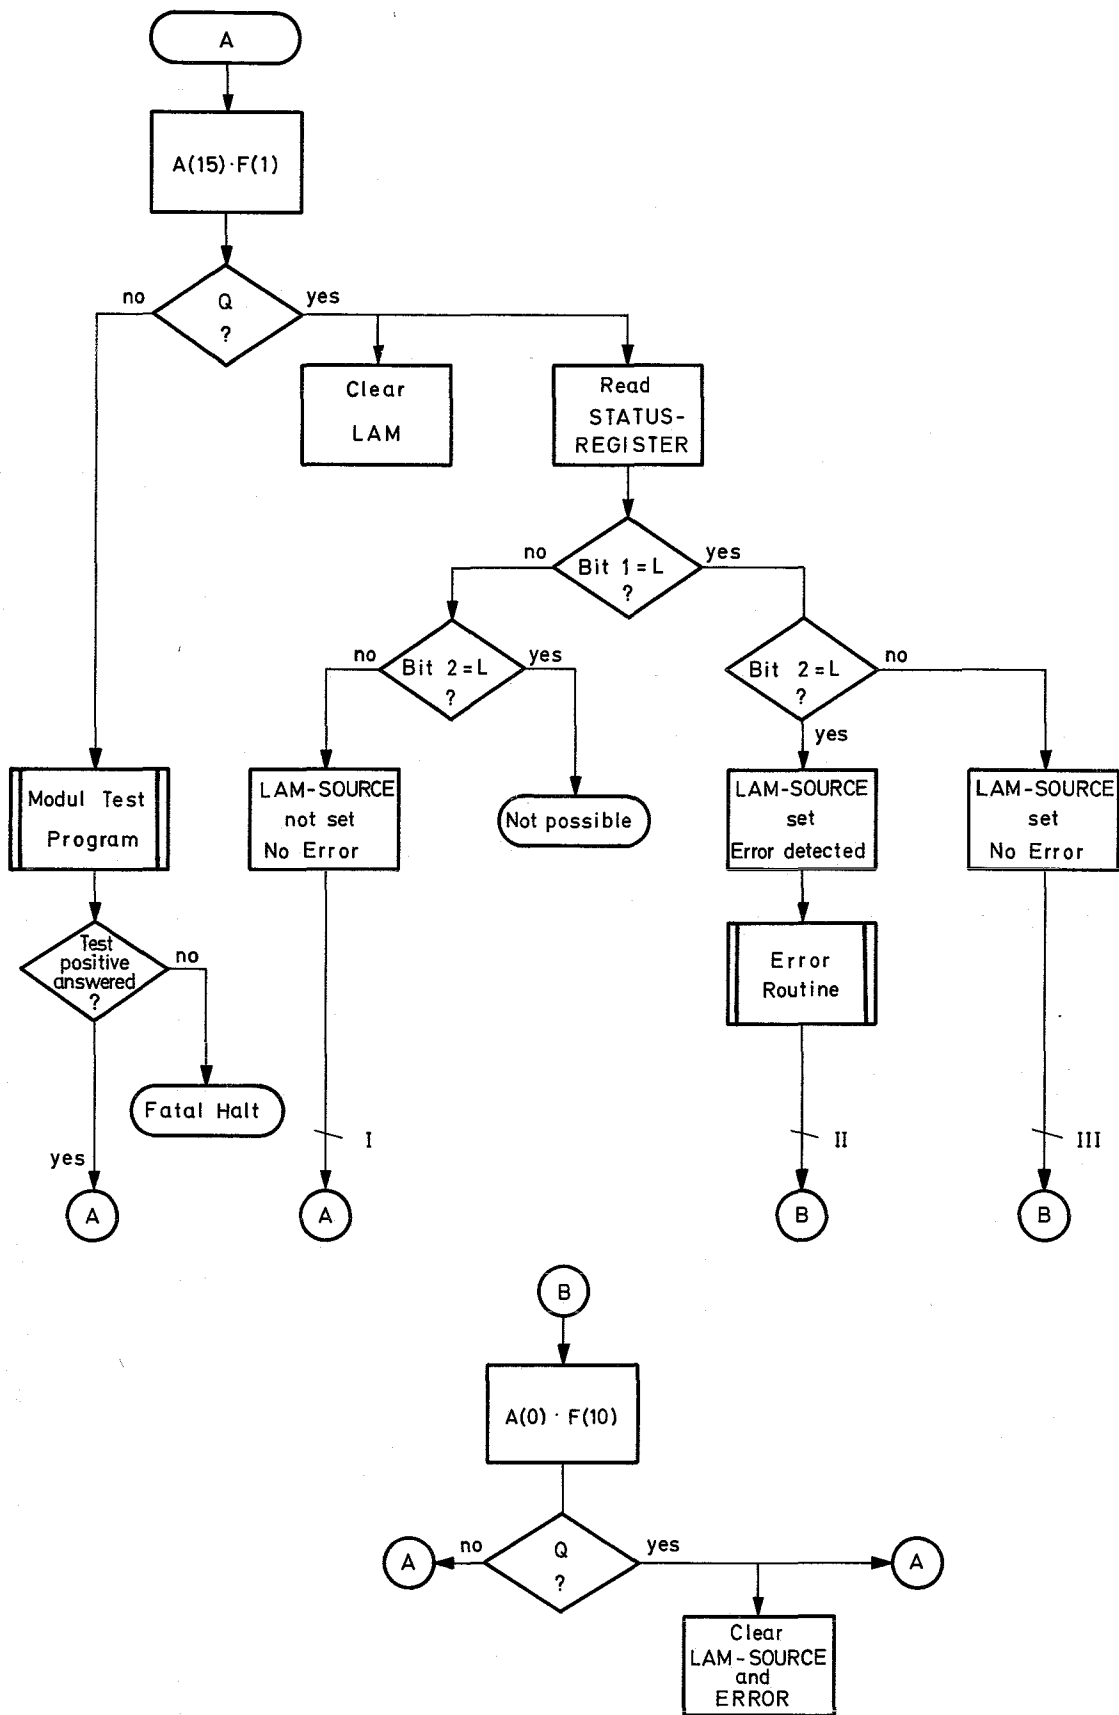 A
A(15)·F(1)
no
Q
?
yes
Clear
LAM
Read
STATUS-
REGISTER
no
Bit 1=L
?
yes
no
Bit 2=L
?
yes
Bit 2=L
?
no
yes
Modul Test
Program
LAM-SOURCE
not set
No Error
Not possible
LAM-SOURCE
set
Error detected
LAM-SOURCE
set
No Error
Test
positive
answered
?
no
Error
Routine
Fatal Halt
yes
I
II
III
A
A
B
B
B
A(0)·F(10)
A
no
Q
?
yes
A
Clear
LAM-SOURCE
and
ERROR